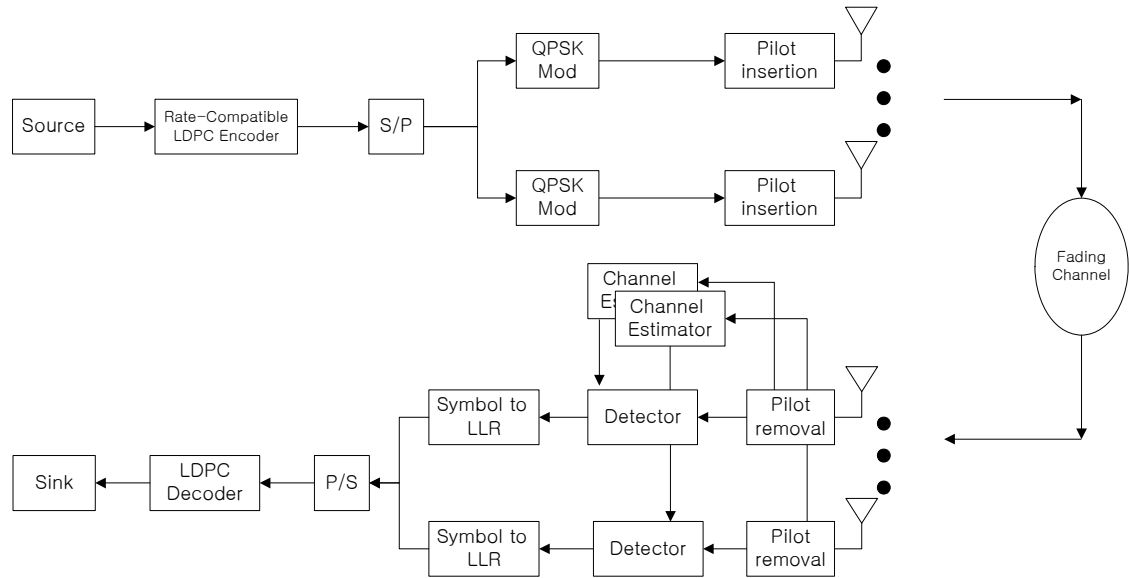 QPSK
Mod
Pilot
insertion
Source
Rate-Compatible
LDPC Encoder
S/P
QPSK
Mod
Pilot
insertion
Fading
Channel
Channel
Channel
Estimator
Symbol to
LLR
Detector
Pilot
removal
Sink
LDPC
Decoder
P/S
Symbol to
LLR
Detector
Pilot
removal